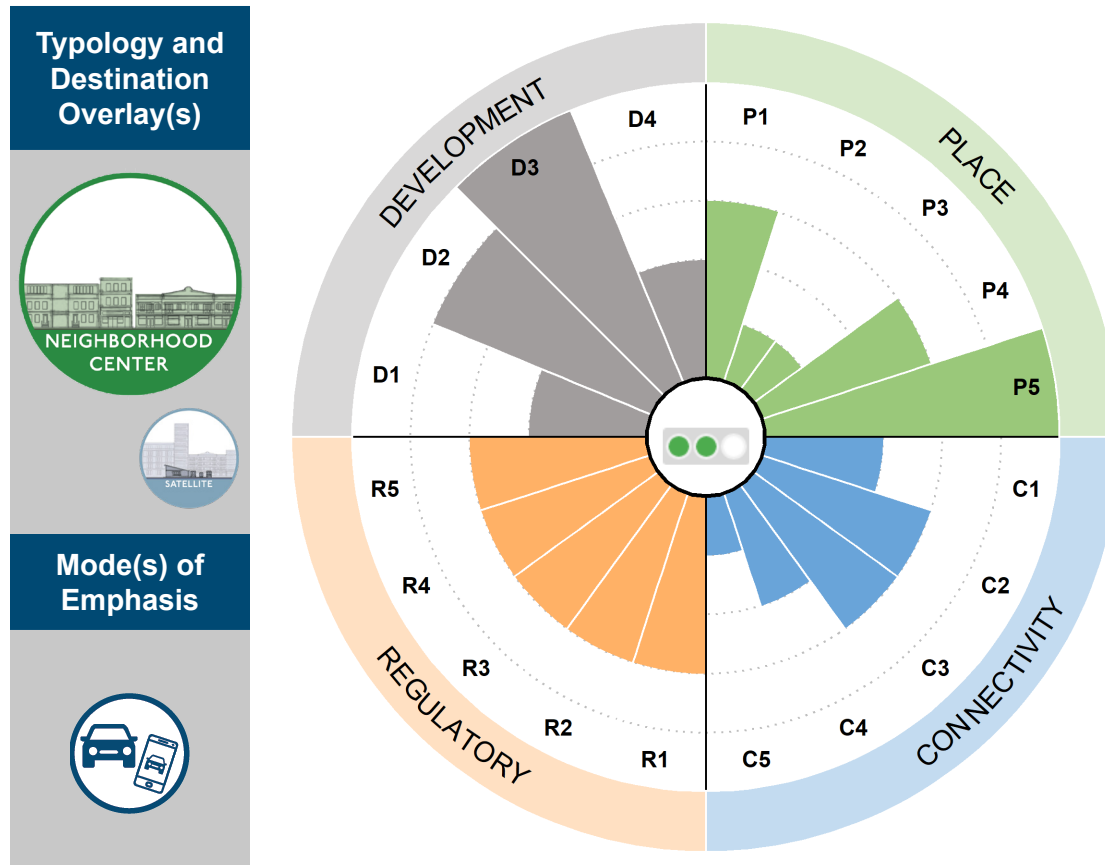 Typology and
Destination
Overlay(s)
NEIGHBORHOOD
CENTER
SATELLITE
Mode(s) of
Emphasis
DEVELOPMENT
PLACE
CONNECTIVITY
REGULATORY
D1
D2
D3
D4
P1
P2
P3
P4
P5
C1
C2
C3
C4
C5
R1
R2
R3
R4
R5